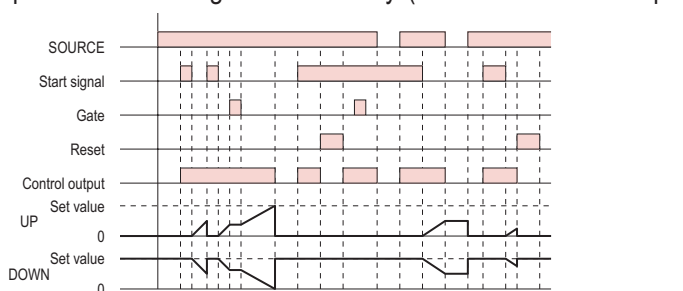 SOURCE
Start signal
Gate
Reset
Control output
Set value
UP
0
Set value
DOWN
0